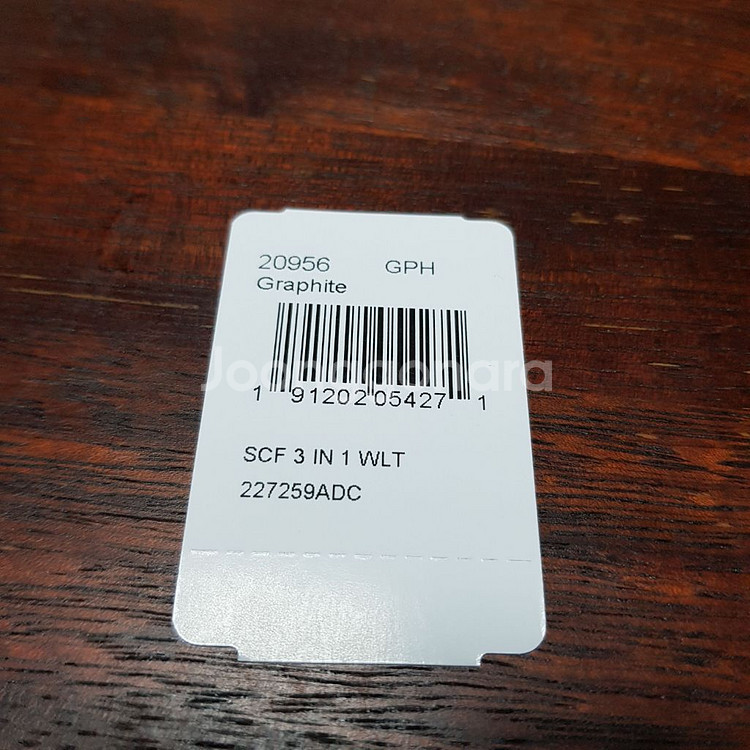 20956 GPH
Graphite
1 91202 05427 1
SCF 3 IN 1 WLT
227259ADC